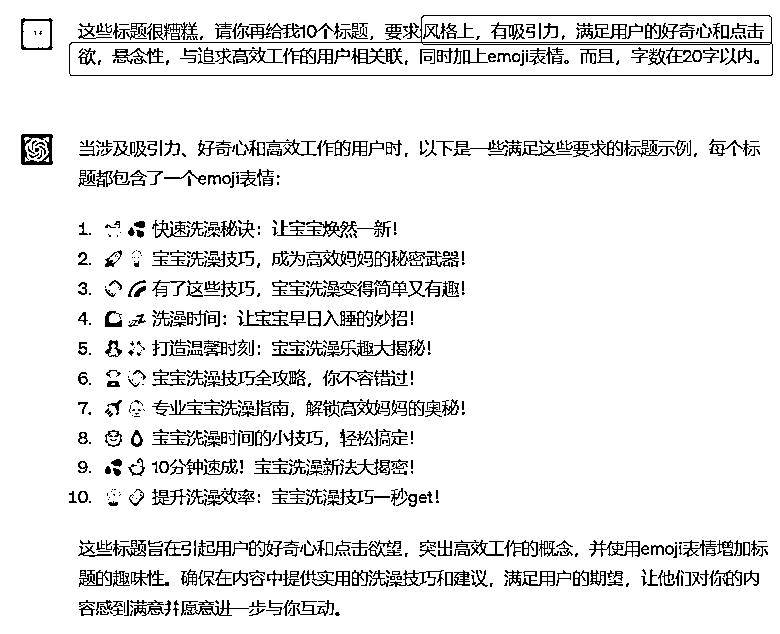 这些标题很糟糕，请你再给我10个标题，要求风格上，有吸引力，满足用户的好奇心和点击
欲，悬念性，与追求高效工作的用户相关联，同时加上emoji表情。而且，字数在20字以内。
当涉及吸引力、好奇心和高效工作的用户时，以下是一些满足这些要求的标题示例，每个标
题都包含了一个emoji表情：
1. 快速洗澡秘诀：让宝宝焕然一新！
2. 宝宝洗澡技巧，成为高效妈妈的秘密武器！
3. 有了这些技巧，宝宝洗澡变得简单又有趣！
4. 洗澡时间：让宝宝早日入睡的妙招！
5. 打造温馨时刻：宝宝洗澡乐趣大揭秘！
6. 宝宝洗澡技巧全攻略，你不容错过！
7. 专业宝宝洗澡指南，解锁高效妈妈的奥秘！
8. 宝宝洗澡时间的小技巧，轻松搞定！
9. 10分钟速成！宝宝洗澡新法大揭密！
10. 提升洗澡效率：宝宝洗澡技巧一秒get！
这些标题旨在引起用户的好奇心和点击欲望，突出高效工作的概念，并使用emoji表情增加标
题的趣味性。确保在内容中提供实用的洗澡技巧和建议，满足用户的期望，让他们对你的内
容感到满意并愿意进一步与你互动。